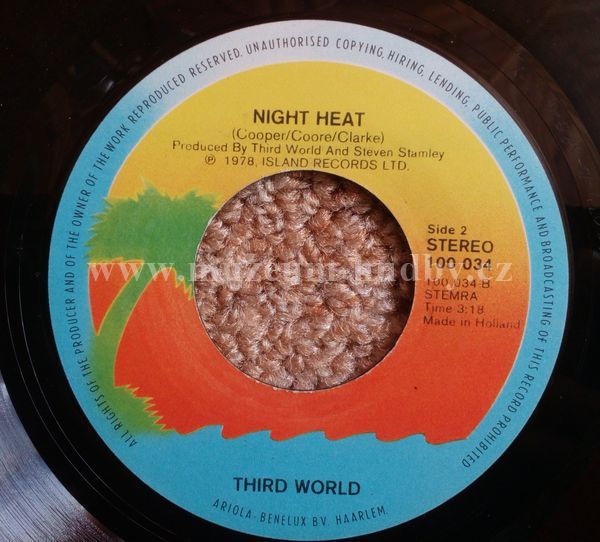 ALL RIGHTS OF THE PRODUCER AND OF THE OWNER OF THE WORK REPRODUCED RESERVED. UNAUTHORISED COPYING, HIRING, LENDING, PUBLIC PERFORMANCE AND BROADCASTING OF THIS RECORD PROHIBITED
NIGHT HEAT
(Cooper/Coore/Clarke)
Produced By Third World And Steven Stanley
℗ 1978, ISLAND RECORDS LTD.
Side 2
STEREO
100 034
100,034-B
STEMRA
Time 3:18
Made in Holland
www.muzeum-hudby.cz
THIRD WORLD
ARIOLA-BENELUX BV. HAARLEM.